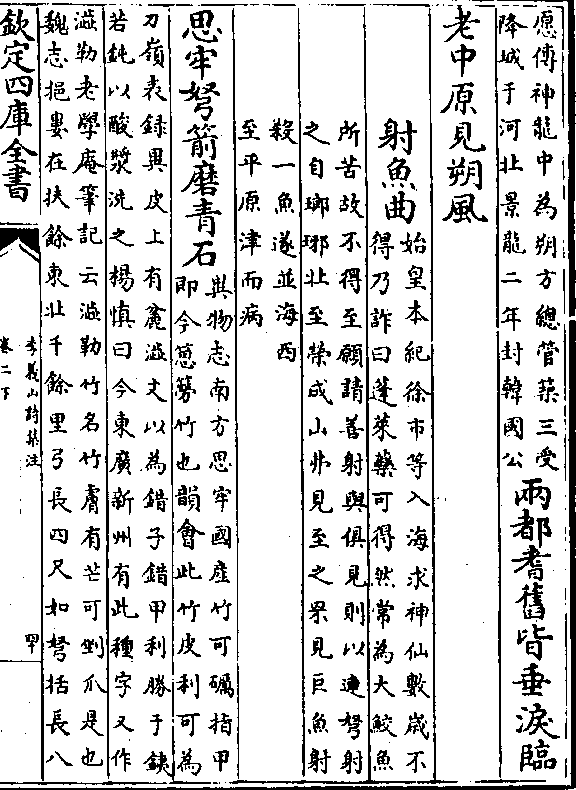 愿傳神龍中為朔方總管築三受
降城于河北景龍二年封韓國公
兩都耆舊皆垂淚臨
老中原見朔風
射魚曲
始皇本紀徐市等入海求神仙數歲不
得乃詐曰蓬萊藥可得然常為大鮫魚
所苦故不得至願請善射與俱見則以連弩射
之自瑯琊北至榮成山弗見至之罘見巨魚射
殺一魚遂並海西
至平原津而病
思牢弩箭磨青石
異物志南方思牢國產竹可礪指甲
即今䓗簩竹也韻會此竹皮利可為
刀嶺表録異皮上有麄澁文以為錯子錯甲利勝于鐵
若鈍以酸漿洗之楊慎曰今東廣新州有此種字又作
澁勒老學庵筆記云澁勒竹名竹膚有芒可剉爪是也
魏志挹婁在扶餘東北千餘里弓長四尺如弩括長八
欽定四庫全書
李義山詩集注
卷二下